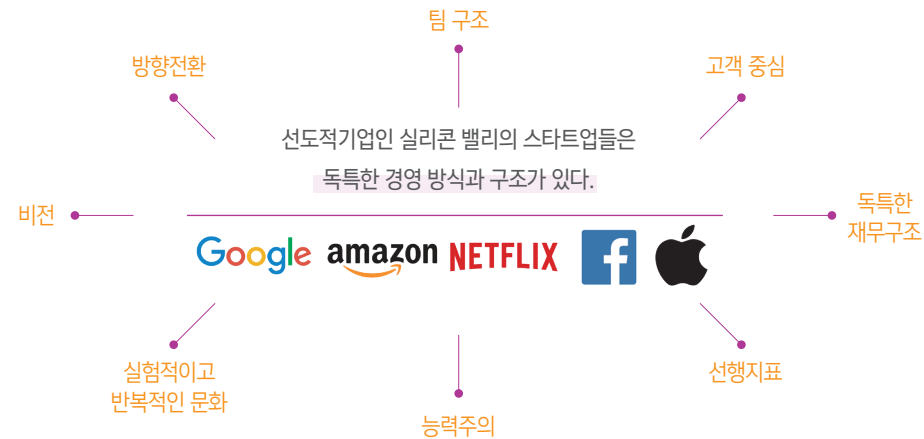 팀 구조
방향전환
고객 중심
선도적기업인 실리콘 밸리의 스타트업들은
독특한 경영 방식과 구조가 있다.
비전
독특한
재무구조
Google amazon NETFLIX f
실험적이고
반복적인 문화
선행지표
능력주의